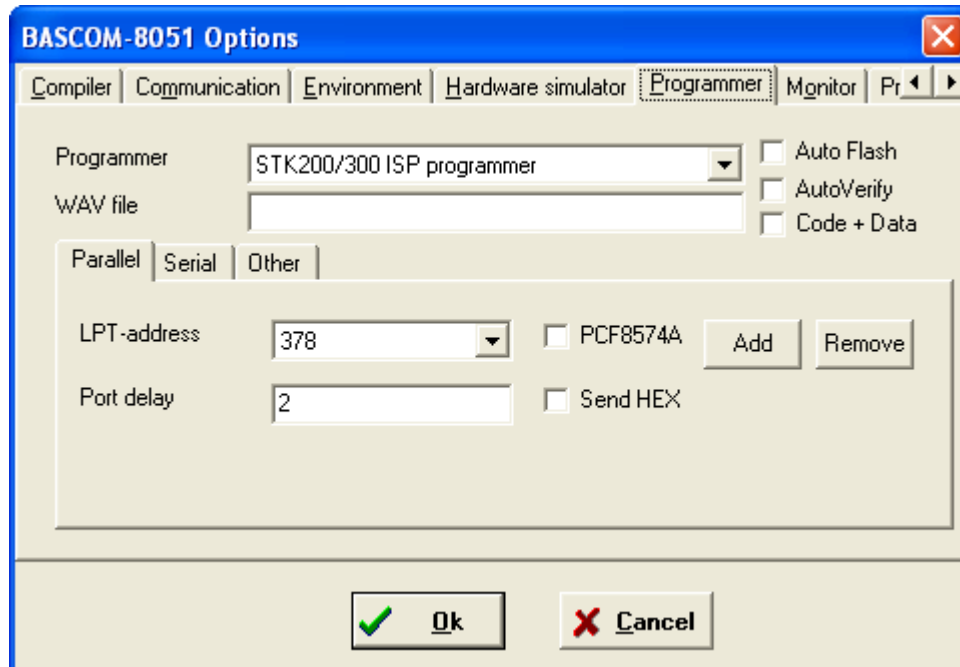 BASCOM-8051 Options
Compiler Communication Environment Hardware simulator Programmer Monitor Pr
Programmer STK200/300 ISP programmer Auto Flash
WAV file AutoVerify
Code + Data
Parallel Serial Other
LPT-address 378 PCF8574A Add Remove
Port delay 2 Send HEX
Ok Cancel